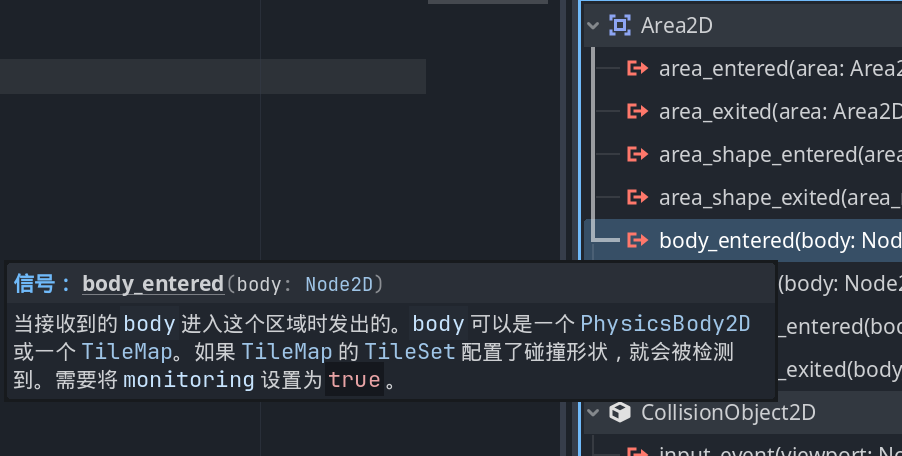 Area2D
area_entered(area: Area2
area_exited(area: Area2D
area_shape_entered(area
area_shape_exited(area_
body_entered(body: Nod
信号： body_entered(body: Node2D)
当接收到的 body 进入这个区域时发出的。body 可以是一个 PhysicsBody2D
或一个 TileMap。如果 TileMap 的 TileSet 配置了碰撞形状，就会被检测
到。需要将 monitoring 设置为 true 。
(body: Node2
_entered(bod
_exited(body
CollisionObject2D
input_event(viewport: No